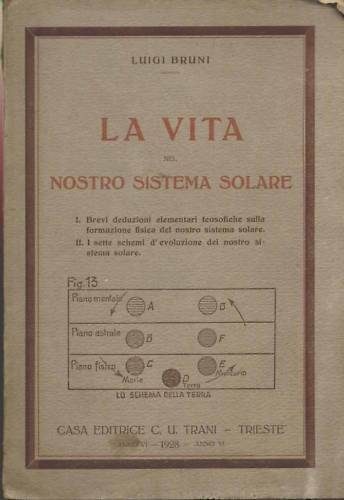 LUIGI BRUNI
LA VITA
NEL
NOSTRO SISTEMA SOLARE
I. Brevi deduzioni elementari teosofiche sulla
formazione fisica del nostro sistema solare.
II. I sette schemi d'evoluzione del nostro si-
stema solare.
Fig. 13
Piano mentale A G
Piano astrale B F
Piano fisico C E
Marte D Terra Mercurio
LO SCHEMA DELLA TERRA
CASA EDITRICE C. U. TRANI - TRIESTE
- 1928 - ANNO VI